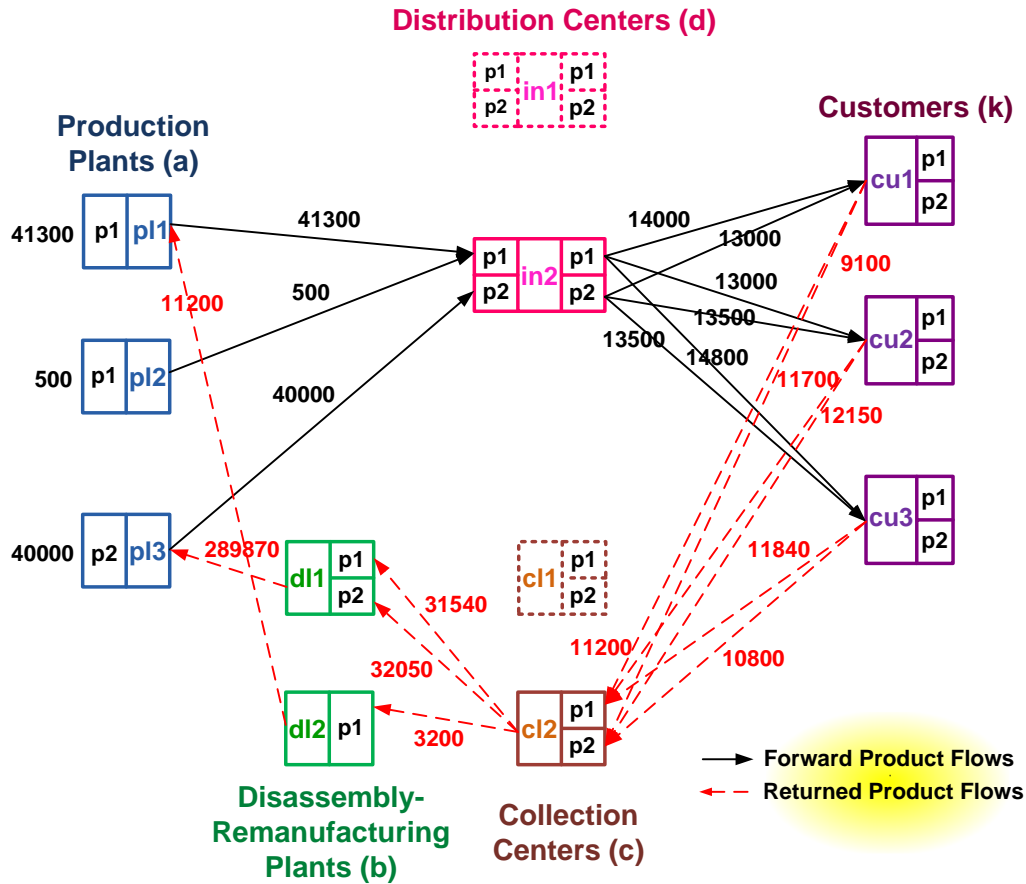 Distribution Centers (d)
p1 in1 p1
p2 p2
Customers (k)
Production
Plants (a)
p1
cu1
p2
41300 p1 pl1
41300
14000
13000
9100
p1 in2 p1
p2 p2
11200
500
13000
13500
13500
14800
p1
cu2
p2
500 p1 pl2
40000
11700
12150
p1
cu3
p2
40000 p2 pl3
289870
dl1 p1
p2
cl1 p1
p2
11840
31540
11200
10800
32050
dl2 p1
3200
cl2 p1
p2
Forward Product Flows
Returned Product Flows
Disassembly-
Remanufacturing
Plants (b)
Collection
Centers (c)